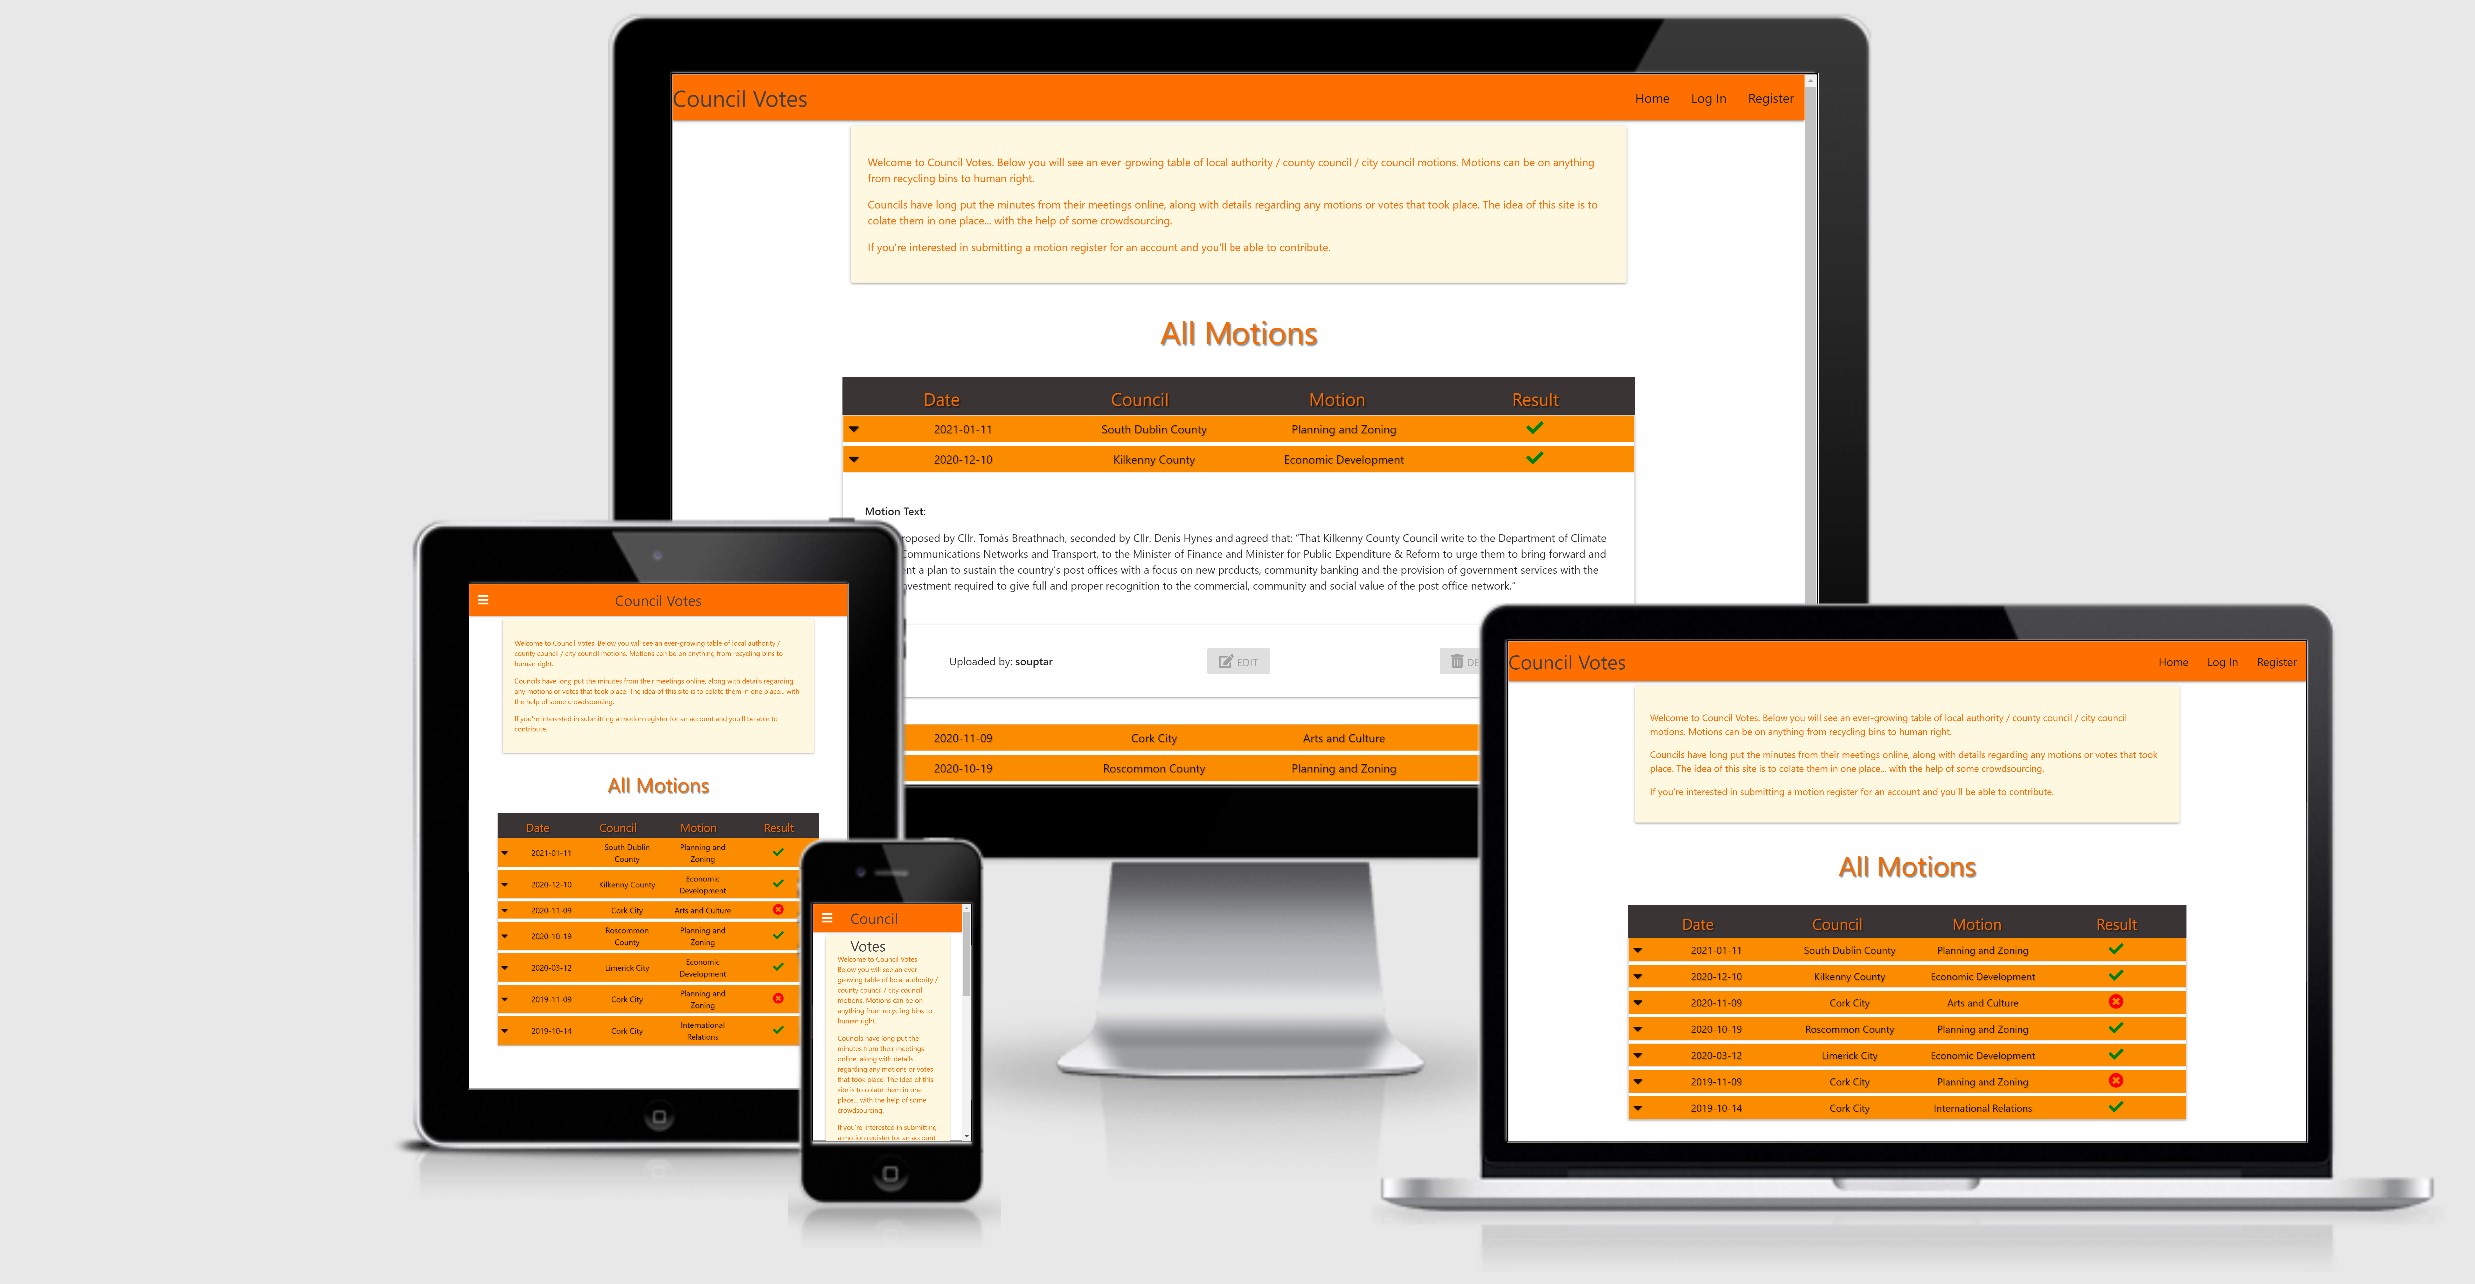 Council Votes
Home Log In Register
Welcome to Council Votes. Below you will see an ever-growing table of local authority / county council / city council motions. Motions can be on anything
from recycling bins to human right.
Councils have long put the minutes from their meetings online, along with details regarding any motions or votes that took place. The idea of this site is to
colate them in one place... with the help of some crowdsourcing.
If you're interested in submitting a motion register for an account and you'll be able to contribute.
All Motions
Date Council Motion Result
2021-01-11 South Dublin County Planning and Zoning
2020-12-10 Kilkenny County Economic Development
Motion Text:
roposed by Cllr. Tomás Breathnach, seconded by Cllr. Denis Hynes and agreed that: "That Kilkenny County Council write to the Department of Climate
Communications Networks and Transport, to the Minister of Finance and Minister for Public Expenditure & Reform to urge them to bring forward and
ent a plan to sustain the country's post offices with a focus on new products, community banking and the provision of government services with the
vestment required to give full and proper recognition to the commercial, community and social value of the post office network."
Uploaded by: souptar EDIT DE
2020-11-09 Cork City Arts and Culture
2020-10-19 Roscommon County Planning and Zoning
Council Votes
Welcome to Council Votes. Below you will see an ever-growing table of local authority /
county council / city council motions. Motions can be on anything from recycling bins to
human right.
Councils have long put the minutes from their meetings online, along with details regarding
any motions or votes that took place. The idea of this site is to colate them in one place... with
the help of some crowdsourcing.
If you're interested in submitting a motion register for an account and you'll be able to
contribute.
All Motions
Date Council Motion Result
2021-01-11 South Dublin County Planning and Zoning
2020-12-10 Kilkenny County Economic Development
2020-11-09 Cork City Arts and Culture
2020-10-19 Roscommon County Planning and Zoning
2020-03-12 Limerick City Economic Development
2019-11-09 Cork City Planning and Zoning
2019-10-14 Cork City International Relations
Council
Votes
Welcome to Council Votes.
Below you will see an ever-
growing table of local authority /
county council / city council
motions. Motions can be on
anything from recycling bins to
human right.
Councils have long put the
minutes from their meetings
online, along with details
regarding any motions or votes
that took place. The idea of this
site is to colate them in one
place... with the help of some
crowdsourcing.
If you're interested in submitting
a motion register for an account
Council Votes
Home Log In Register
Welcome to Council Votes. Below you will see an ever-growing table of local authority / county council / city council
motions. Motions can be on anything from recycling bins to human right.
Councils have long put the minutes from their meetings online, along with details regarding any motions or votes that took
place. The idea of this site is to colate them in one place... with the help of some crowdsourcing.
If you're interested in submitting a motion register for an account and you'll be able to contribute.
All Motions
Date Council Motion Result
2021-01-11 South Dublin County Planning and Zoning
2020-12-10 Kilkenny County Economic Development
2020-11-09 Cork City Arts and Culture
2020-10-19 Roscommon County Planning and Zoning
2020-03-12 Limerick City Economic Development
2019-11-09 Cork City Planning and Zoning
2019-10-14 Cork City International Relations